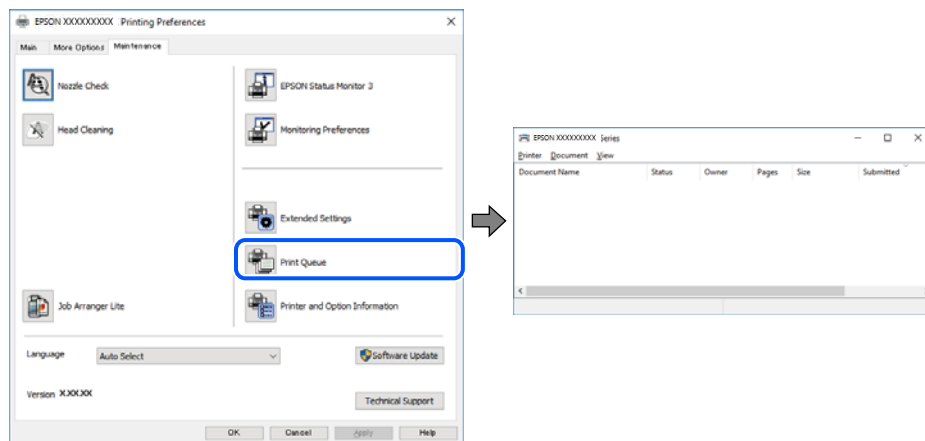 EPSON XXXXXXXXX Printing Preferences
Main More Options Maintenance
Nozzle Check
EPSON Status Monitor 3
Head Cleaning
Monitoring Preferences
Extended Settings
Print Queue
Job Arranger Lite
Printer and Option Information
Language Auto Select Software Update
Version X.XX.XX
Technical Support
OK Cancel Apply Help
EPSON XXXXXXXXX Series
Printer Document View
Document Name Status Owner Pages Size Submitted